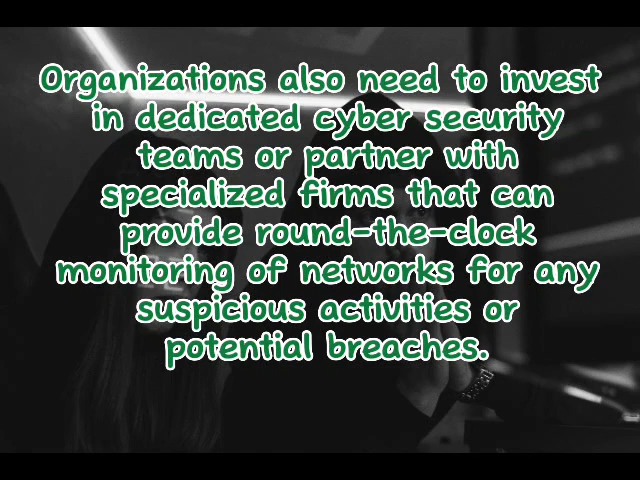 Organizations also need to invest
in dedicated cyber security
teams or partner with
specialized firms that can
provide round-the-clock
monitoring of networks for any
suspicious activities or
potential breaches.